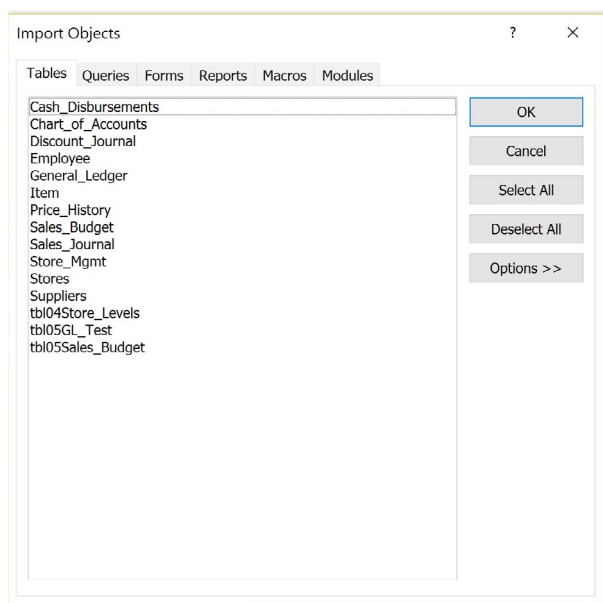 Import Objects ? ×
Tables Queries Forms Reports Macros Modules
Cash_Disbursements
Chart_of_Accounts
Discount_Journal
Employee
General_Ledger
Item
Price_History
Sales_Budget
Sales_Journal
Store_Mgmt
Stores
Suppliers
tbl04Store_Levels
tbl05GL_Test
tbl05Sales_Budget
OK
Cancel
Select All
Deselect All
Options >>